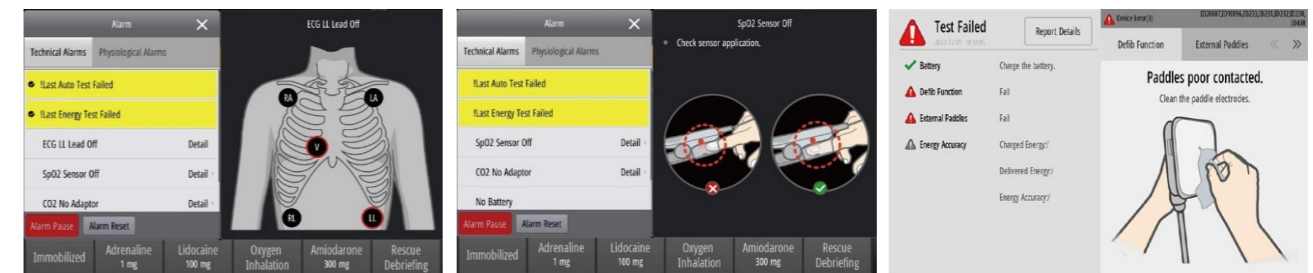 Alarm
Technical Alarms
Physiological Alarms
!Last Auto Test Failed
!Last Energy Test Failed
ECG LL Lead Off
Detail
SpO2 Sensor Off
Detail
CO2 No Adaptor
Detail
Alarm Pause
Alarm Reset
ECG LL Lead Off
RA
LA
V
RL
LL
Immobilized
Adrenaline
1 mg
Lidocaine
100 mg
Oxygen
Inhalation
Amiodarone
300 mg
Rescue
Debriefing
Alarm
Technical Alarms
Physiological Alarms
!Last Auto Test Failed
!Last Energy Test Failed
SpO2 Sensor Off
Detail
CO2 No Adaptor
Detail
No Battery
Alarm Pause
Alarm Reset
SpO2 Sensor Off
Check sensor application.
Immobilized
Adrenaline
1 mg
Lidocaine
100 mg
Oxygen
Inhalation
Amiodarone
300 mg
Rescue
Debriefing
Test Failed
Report Details
Battery
Charge the battery.
Defib Function
Fail
External Paddles
Fail
Energy Accuracy
Charged Energy:/
Delivered Energy:/
Energy Accuracy:/
Device Error(3)
Defib Function
External Paddles
Paddles poor contacted.
Clean the paddle electrodes.